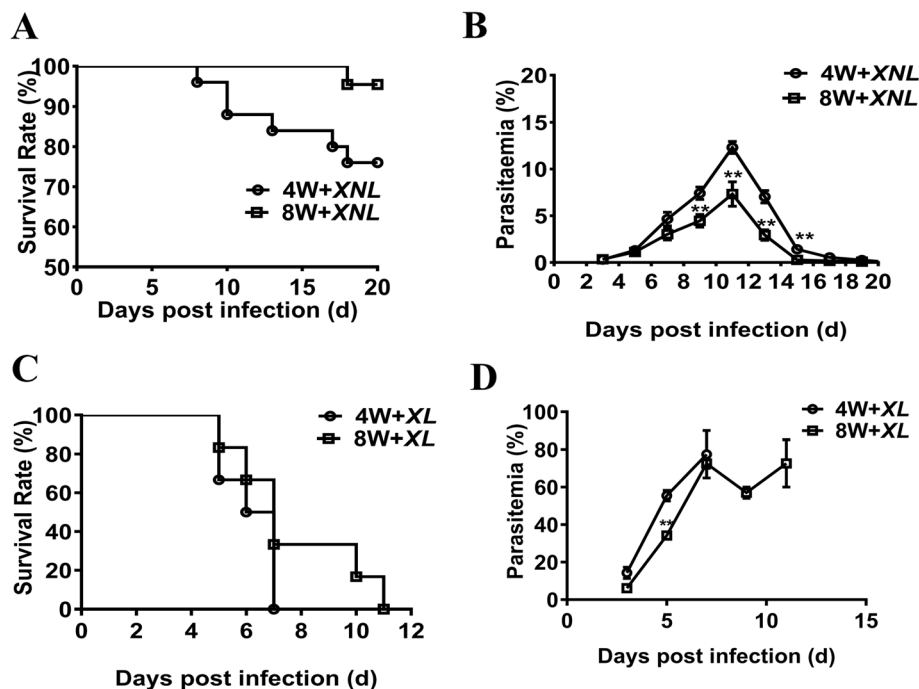 A
100
90
80
70
60
50
Survival Rate (%)
4W+XNL
8W+XNL
0 5 10 15 20
Days post infection (d)
B
20
15
10
5
0
Parasitaemia (%)
4W+XNL
8W+XNL
**
**
**
**
0 2 4 6 8 10 12 14 16 18 20
Days post infection (d)
C
100
80
60
40
20
0
Survival Rate (%)
4W+XL
8W+XL
0 2 4 6 8 10 12
Days post infection (d)
D
100
80
60
40
20
0
Parasitemia (%)
4W+XL
8W+XL
**
0 5 10 15
Days post infection (d)